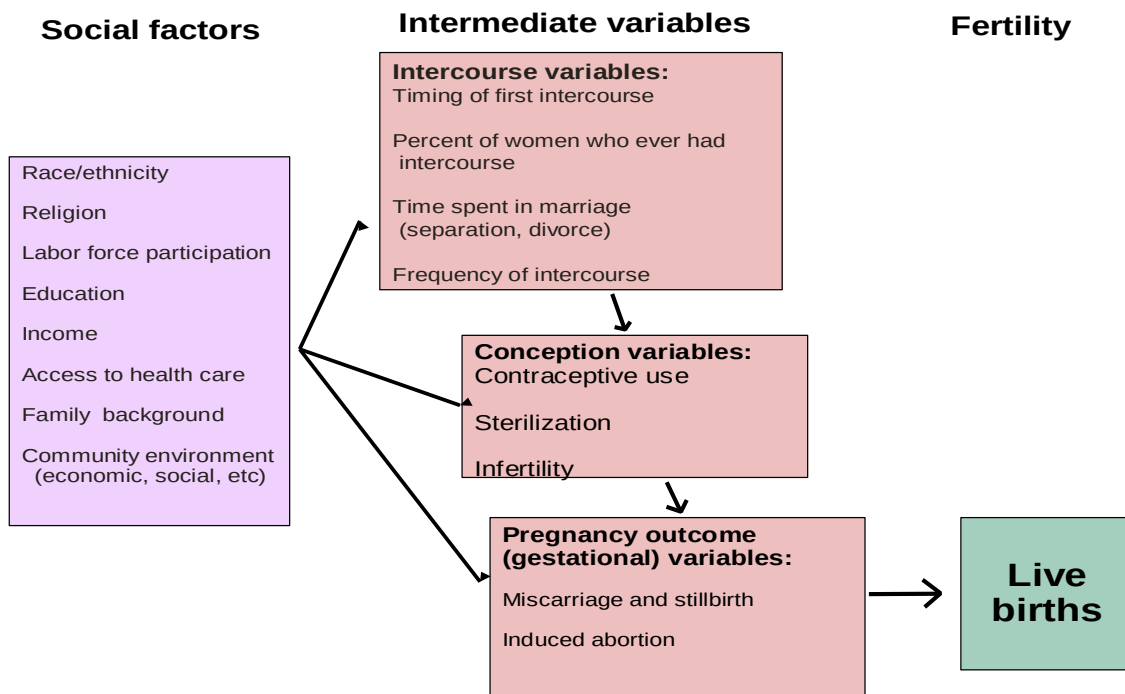 Social factors
Intermediate variables
Fertility
Race/ethnicity
Religion
Labor force participation
Education
Income
Access to health care
Family background
Community environment
(economic, social, etc)
Intercourse variables:
Timing of first intercourse
Percent of women who ever had
intercourse
Time spent in marriage
(separation, divorce)
Frequency of intercourse
Conception variables:
Contraceptive use
Sterilization
Infertility
Pregnancy outcome
(gestational) variables:
Miscarriage and stillbirth
Induced abortion
Live
births